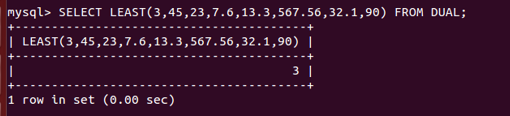 mysql> SELECT LEAST(3,45,23,7.6,13.3,567.56,32.1,90) FROM DUAL;
+----------------------------------------+
| LEAST(3,45,23,7.6,13.3,567.56,32.1,90) |
+----------------------------------------+
|                                      3 |
+----------------------------------------+
1 row in set (0.00 sec)